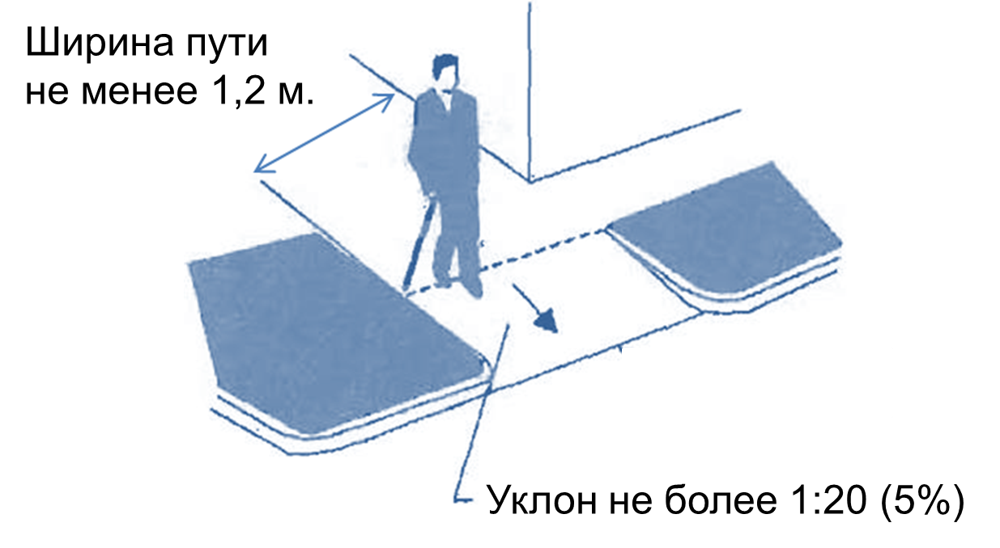 Ширина пути
не менее 1,2 м.
Уклон не более 1:20 (5%)